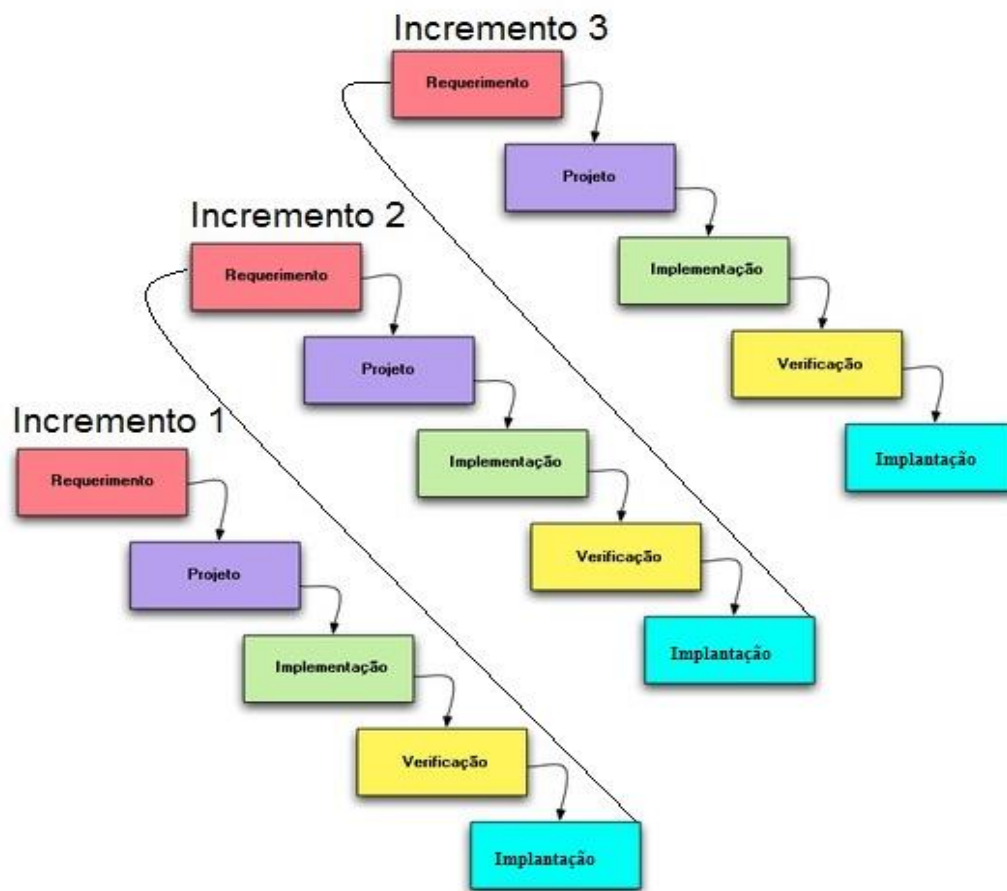 Incremento 3
Requerimento
Projeto
Implementação
Verificação
Implantação
Incremento 2
Requerimento
Projeto
Implementação
Verificação
Implantação
Incremento 1
Requerimento
Projeto
Implementação
Verificação
Implantação